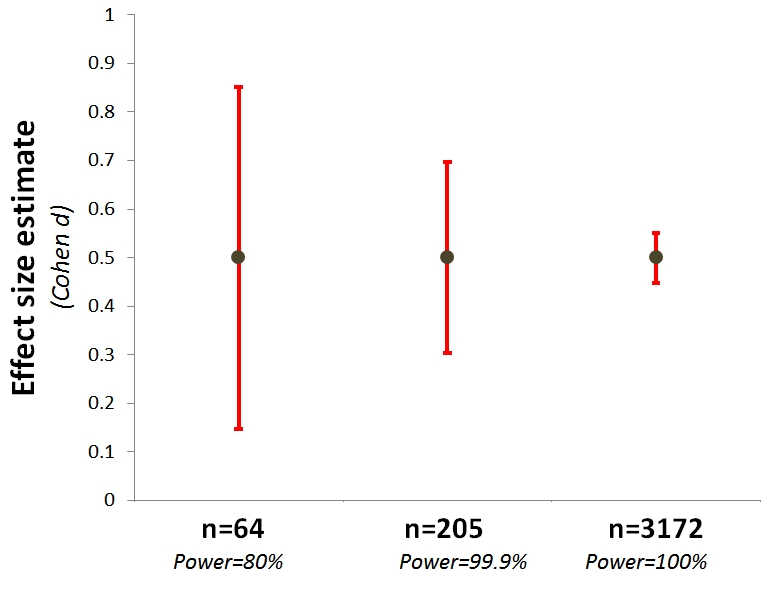 Effect size estimate
(Cohen d)
1
0.9
0.8
0.7
0.6
0.5
0.4
0.3
0.2
0.1
0
n=64
n=205
n=3172
Power=80%
Power=99.9%
Power=100%